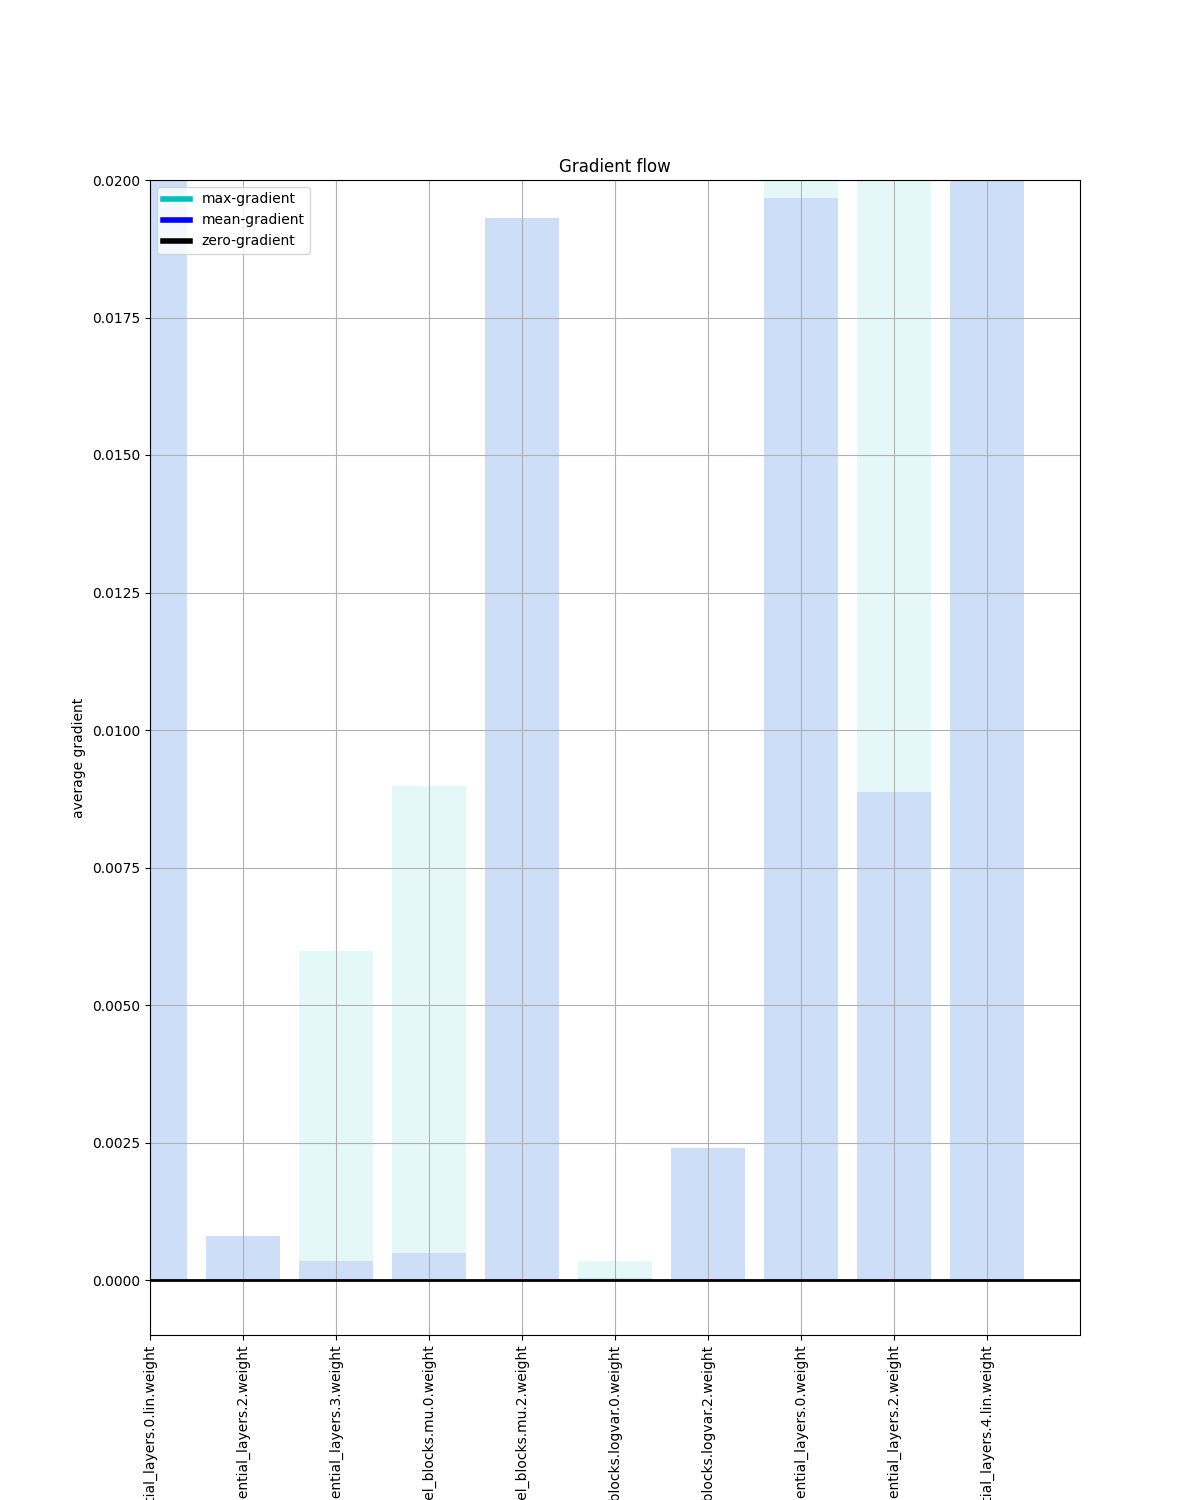 Gradient flow
max-gradient
mean-gradient
zero-gradient
0.0200
0.0175
0.0150
0.0125
0.0100
0.0075
0.0050
0.0025
0.0000
average gradient
tial_layers.0.lin.weight
ential_layers.2.weight
ential_layers.3.weight
el_blocks.mu.0.weight
el_blocks.mu.2.weight
blocks.logvar.0.weight
blocks.logvar.2.weight
ential_layers.0.weight
ential_layers.2.weight
tial_layers.4.lin.weight